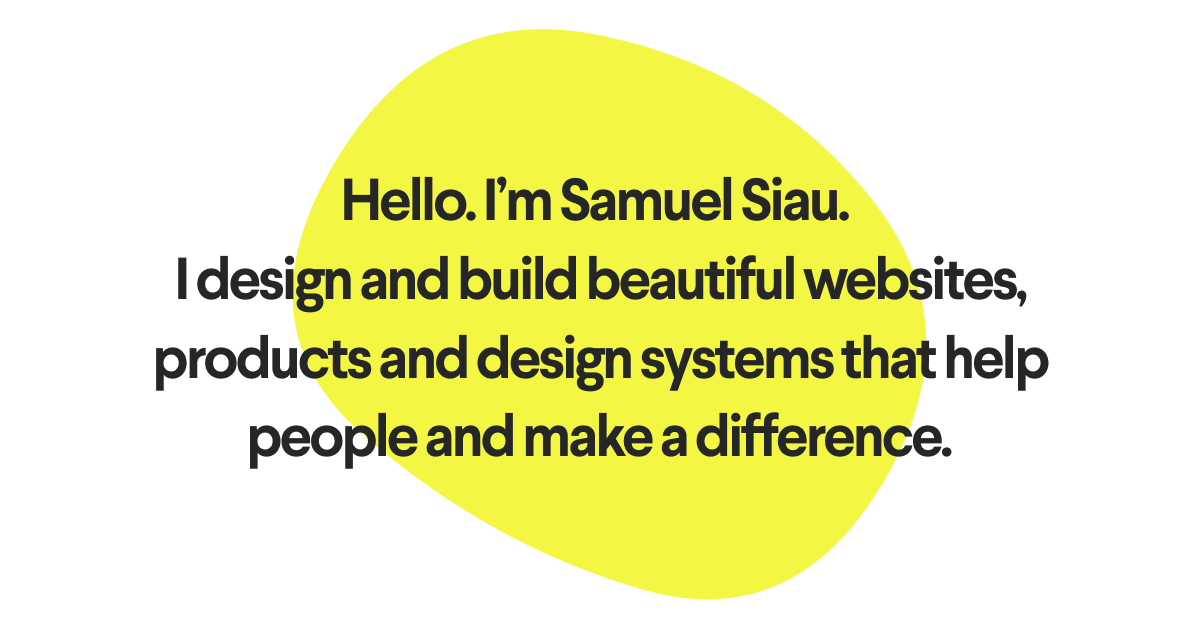 Hello. I’m Samuel Siau.
I design and build beautiful websites,
products and design systems that help
people and make a difference.